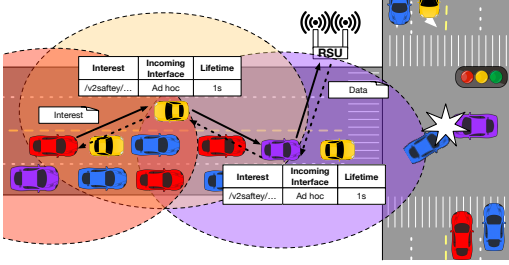 RSU
Interest Incoming Interface Lifetime
/v2saftey/... Ad hoc 1s
Data
Interest
Interest Incoming Interface Lifetime
/v2saftey/... Ad hoc 1s